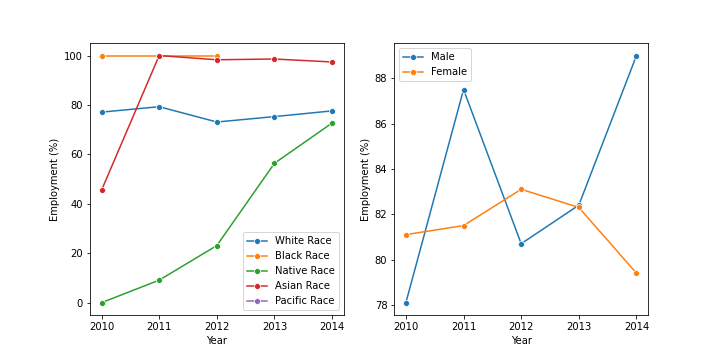 100
80
60
40
20
0
Employment (%)
2010 2011 2012 2013 2014
Year
White Race
Black Race
Native Race
Asian Race
Pacific Race
88
86
84
82
80
78
Employment (%)
2010 2011 2012 2013 2014
Year
Male
Female